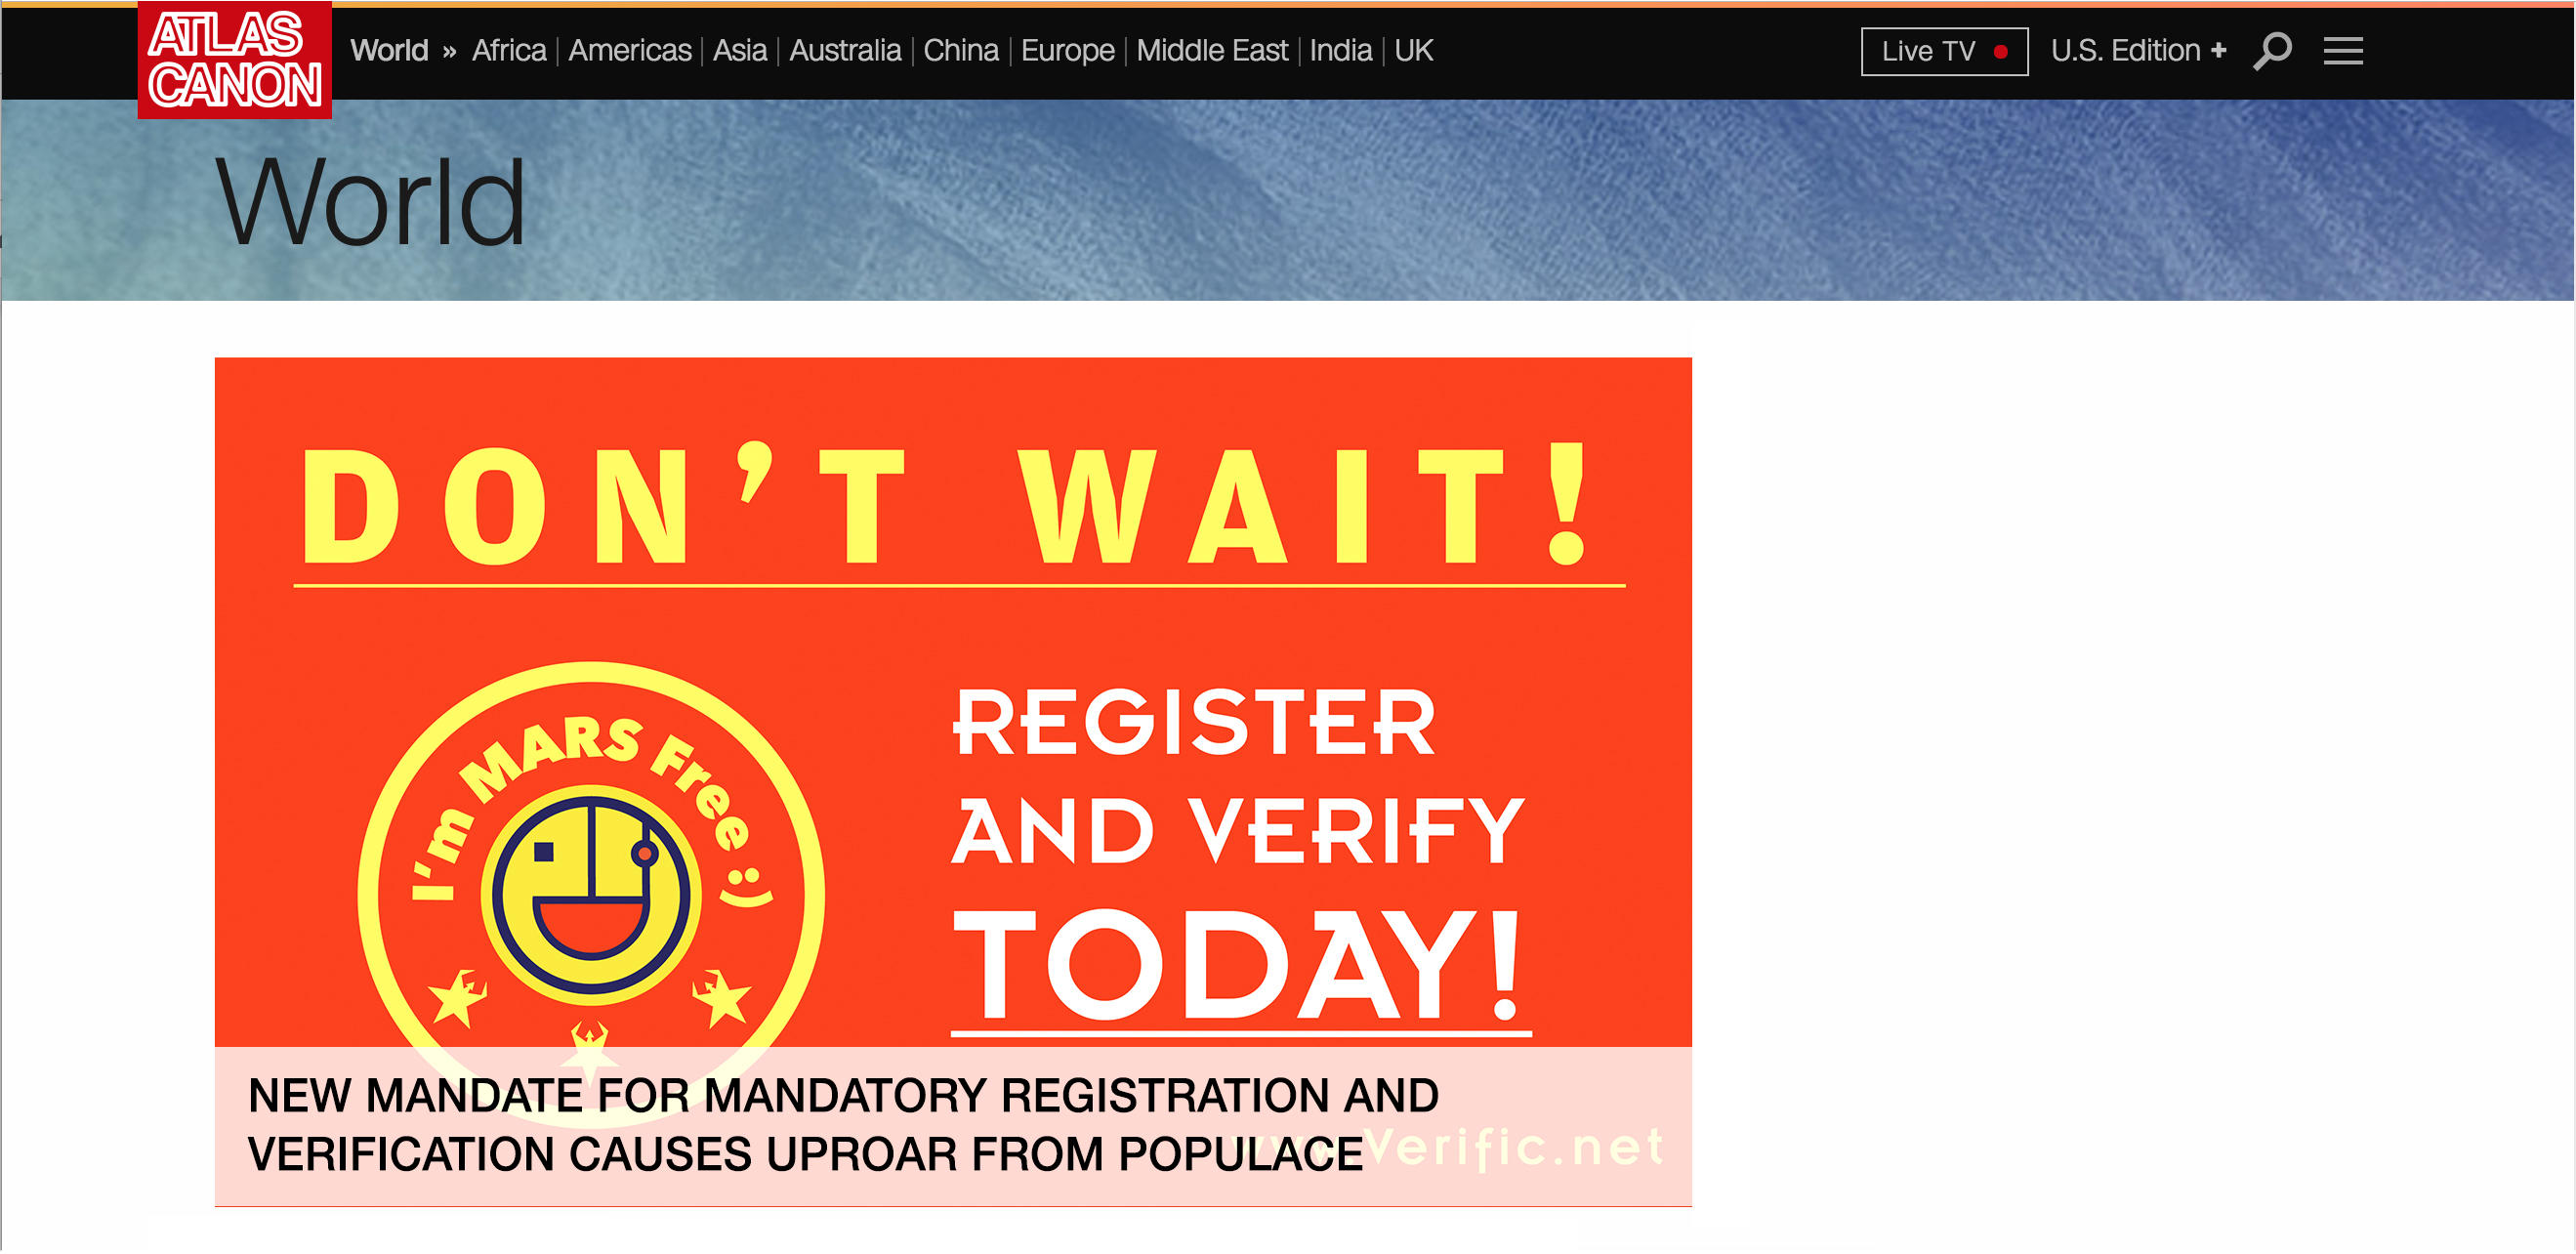 ATLAS
CANON
World » Africa Americas Asia Australia China Europe Middle East India UK
Live TV U.S. Edition +
World
DON’T WAIT!
I'm MARS Free :)
REGISTER
AND VERIFY
TODAY!
NEW MANDATE FOR MANDATORY REGISTRATION AND
VERIFICATION CAUSES UPROAR FROM POPULACE
www.Verific.net